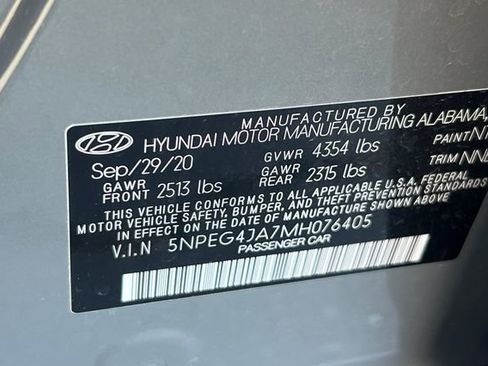 MANUFACTURED BY
HYUNDAI MOTOR MANUFACTURING ALABAMA,
Sep/29/20 GVWR 4354 lbs PAINT
GAWR FRONT 2513 lbs GAWR REAR 2315 lbs TRIM
THIS VEHICLE CONFORMS TO ALL APPLICABLE U.S.A. FEDERAL
MOTOR VEHICLE SAFETY AND THEFT PREVENTION STANDARDS
IN EFFECT ON THE DATE OF MANUFACTURE SHOWN ABOVE.
V.I.N 5NPEG4JA7MH076405
PASSENGER CAR